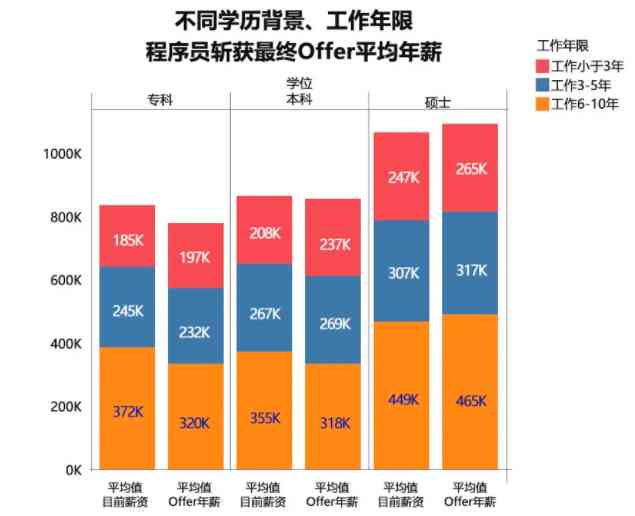 不同学历背景、工作年限
程序员斩获最终Offer平均年薪
工作年限
工作小于3年
工作3-5年
工作6-10年
学位
专科
本科
硕士
1000K
800K
600K
400K
200K
0K
185K
197K
208K
237K
247K
265K
245K
232K
267K
269K
307K
317K
372K
320K
355K
318K
449K
465K
平均值
目前薪资
平均值
Offer年薪
平均值
目前薪资
平均值
Offer年薪
平均值
目前薪资
平均值
Offer年薪